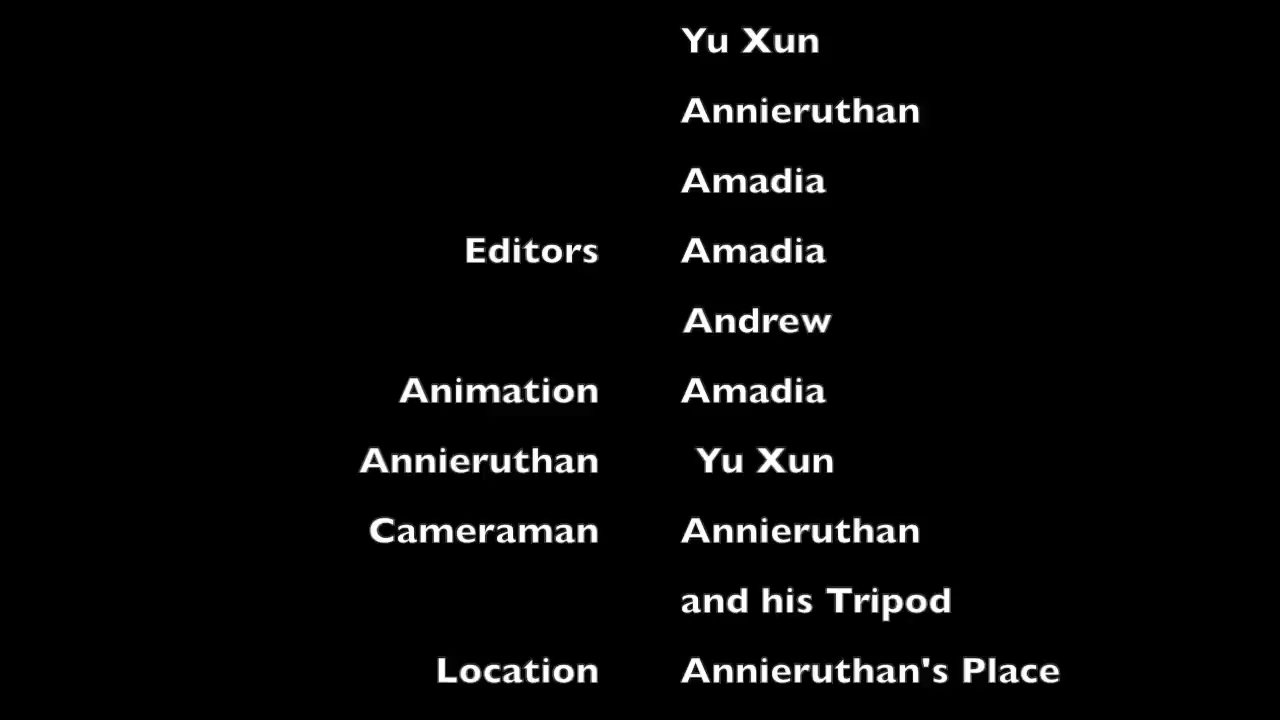 Yu Xun
Annieruthan
Amadia
Editors Amadia
Andrew
Animation Amadia
Annieruthan Yu Xun
Cameraman Annieruthan
and his Tripod
Location Annieruthan's Place